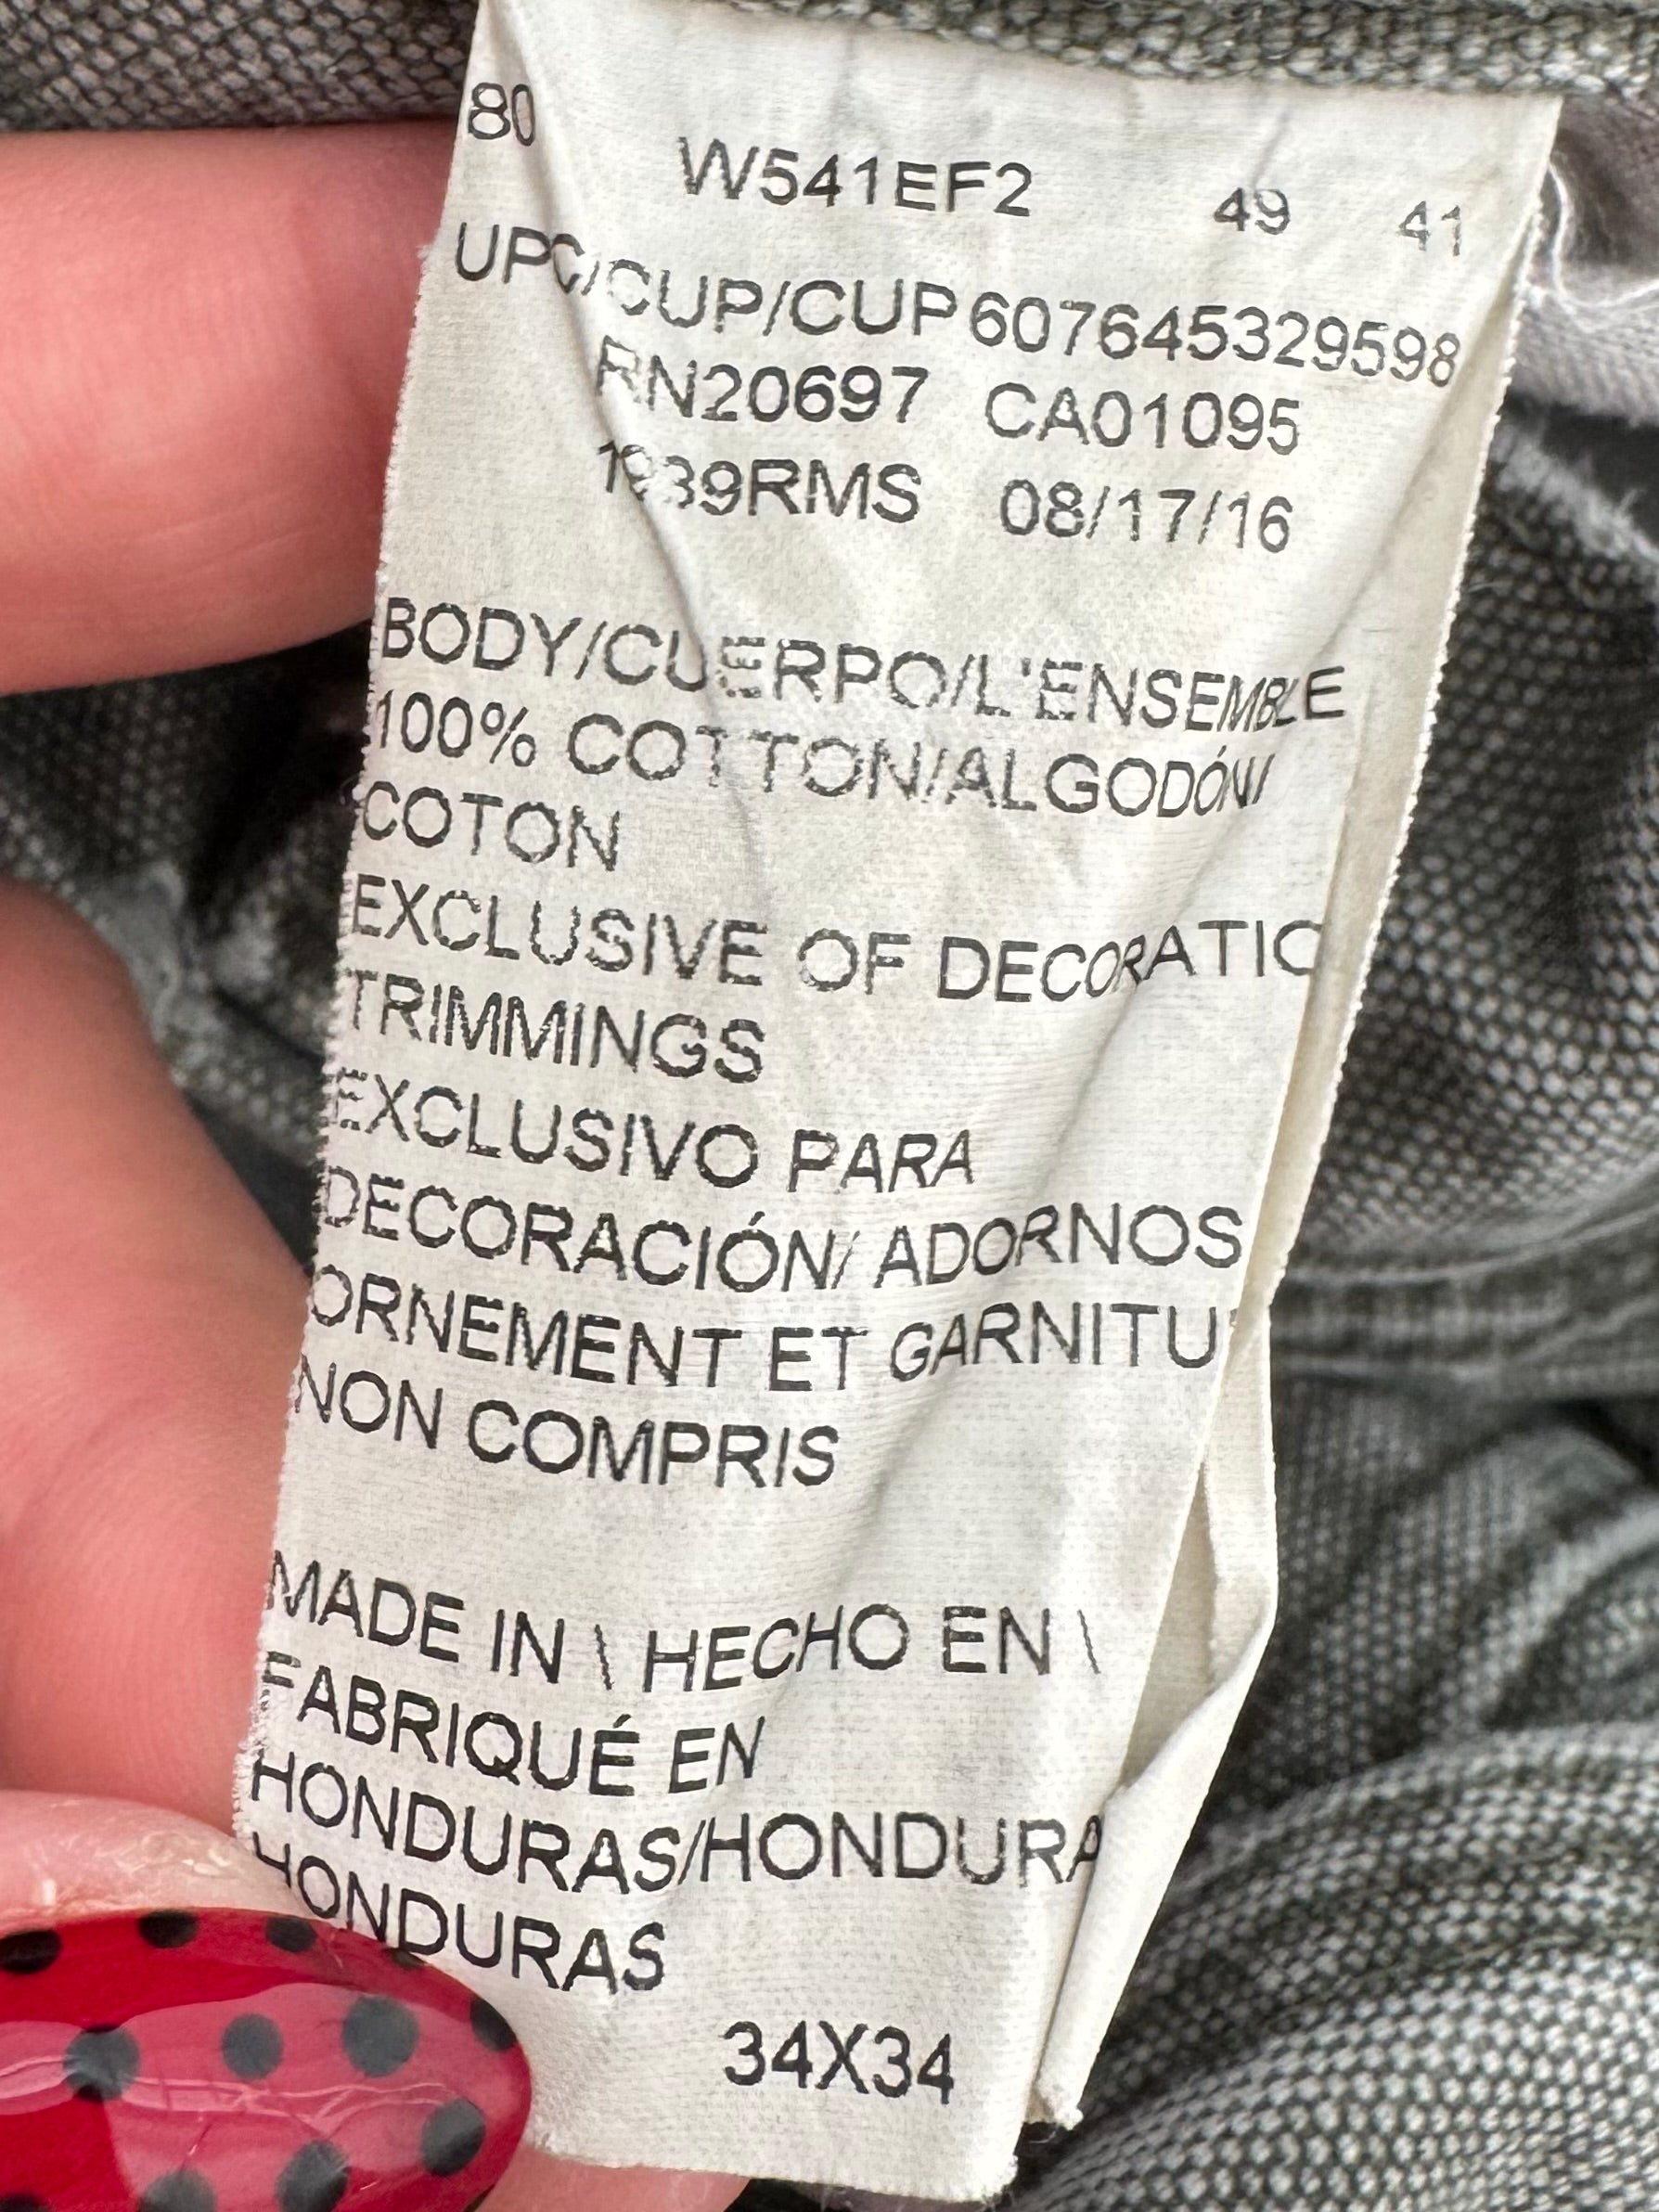 80 W541EF2 49 41
UPC/CUP/CUP 607645329598
RN20697 CA01095
1939RMS 08/17/16
BODY/CUERPO/L'ENSEMBLE
100% COTTON/ALGODÓN/
COTON
EXCLUSIVE OF DECORATIO
TRIMMINGS
EXCLUSIVO PARA
DECORACIÓN/ ADORNOS
ORNEMENT ET GARNITU
NON COMPRIS
MADE IN \ HECHO EN \
FABRIQUÉ EN
HONDURAS/HONDURA
HONDURAS
34X34